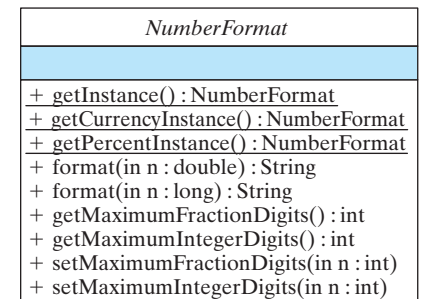 NumberFormat
+ getInstance() : NumberFormat
+ getCurrencyInstance() : NumberFormat
+ getPercentInstance() : NumberFormat
+ format(in n : double) : String
+ format(in n : long) : String
+ getMaximumFractionDigits() : int
+ getMaximumIntegerDigits() : int
+ setMaximumFractionDigits(in n : int)
+ setMaximumIntegerDigits(in n : int)